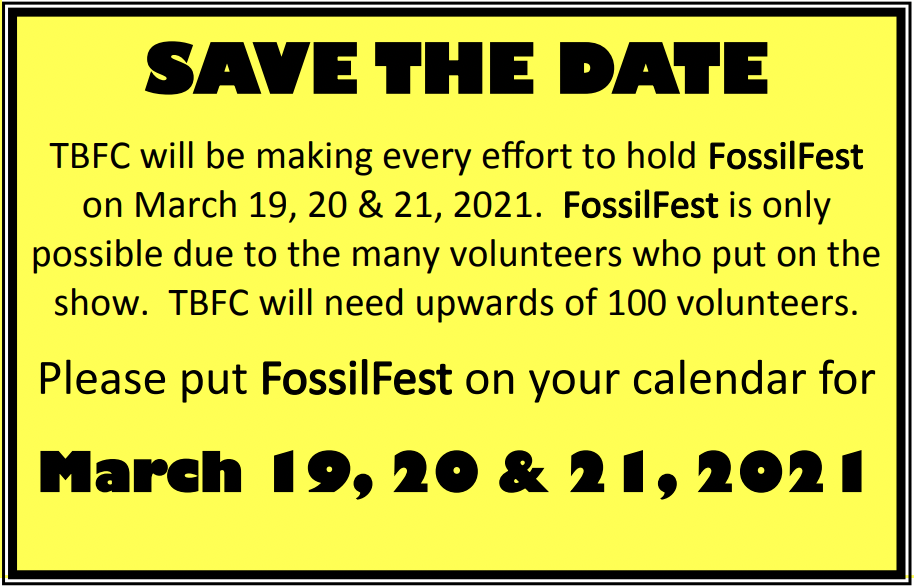 SAVE THE DATE
TBFC will be making every effort to hold FossilFest
on March 19, 20 & 21, 2021.  FossilFest is only
possible due to the many volunteers who put on the
show.  TBFC will need upwards of 100 volunteers.
Please put FossilFest on your calendar for
March 19, 20 & 21, 2021